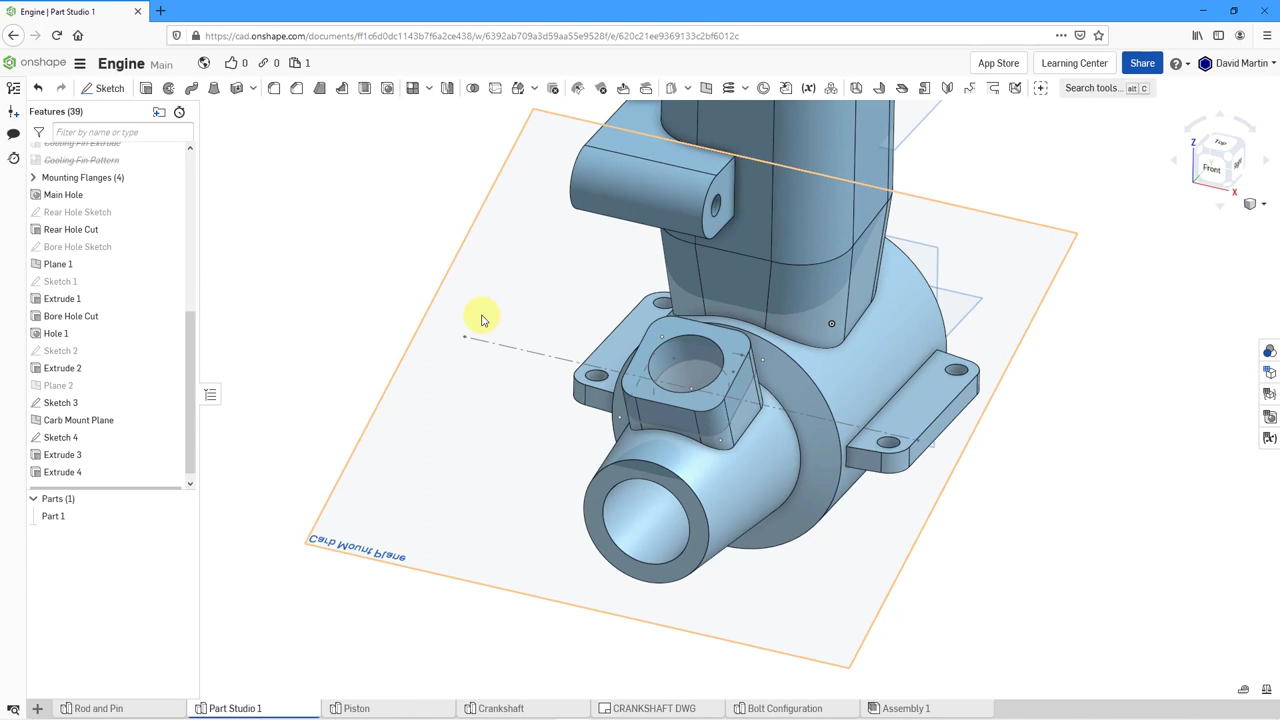 Engine | Part Studio 1
https://cad.onshape.com/documents/ff1c6d0dc1143b7f6a2ce438/w/6392ab709a3d59aa55e9528f/e/620c21ee9369133c2bf6012c
onshape
Engine Main
0
0
1
App Store
Learning Center
Share
David Martin
Sketch
Search tools...
alt C
Features (39)
Filter by name or type
Cooling Fin Extrude
Cooling Fin Pattern
Mounting Flanges (4)
Main Hole
Rear Hole Sketch
Rear Hole Cut
Bore Hole Sketch
Plane 1
Sketch 1
Extrude 1
Bore Hole Cut
Hole 1
Sketch 2
Extrude 2
Plane 2
Sketch 3
Carb Mount Plane
Sketch 4
Extrude 3
Extrude 4
Parts (1)
Part 1
Carb Mount Plane
Z
Top
Front
Right
X
Rod and Pin
Part Studio 1
Piston
Crankshaft
CRANKSHAFT DWG
Bolt Configuration
Assembly 1